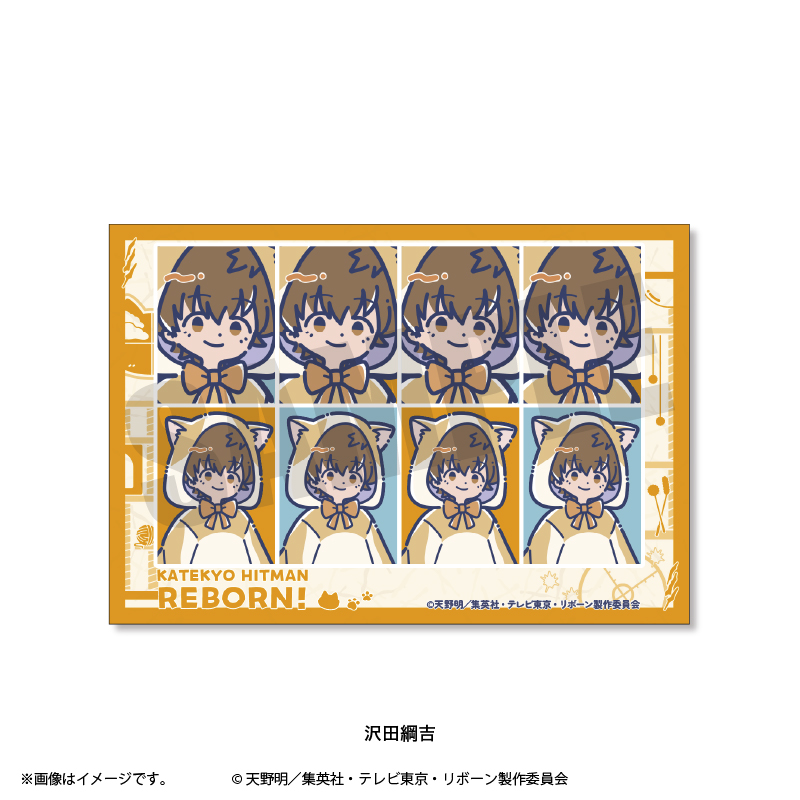 KATEKYO HITMAN
REBORN!
©天野明／集英社・テレビ東京・リボーン製作委員会
沢田綱吉
※画像はイメージです。
© 天野明／集英社・テレビ東京・リボーン製作委員会